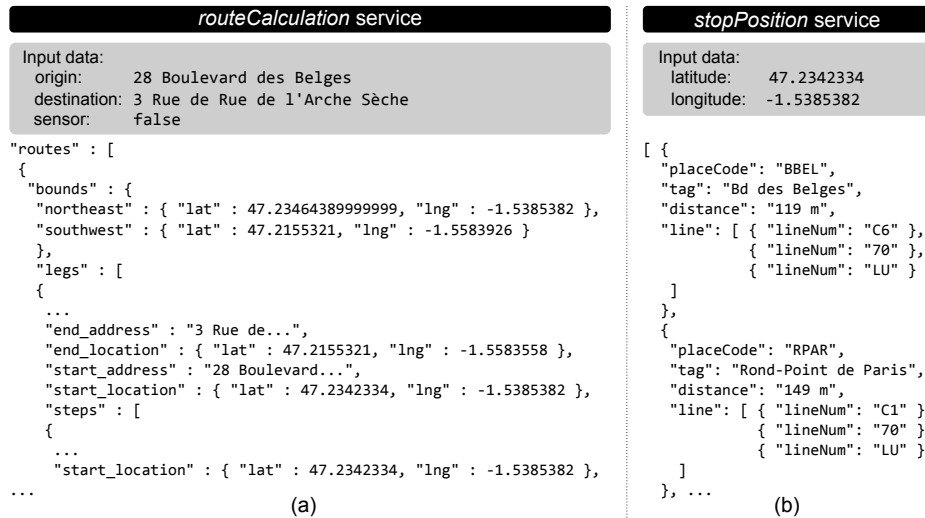 routeCalculation service
Input data:
origin: 28 Boulevard des Belges
destination: 3 Rue de Rue de l'Arche Sèche
sensor: false
"routes" : [
{
"bounds" : {
"northeast" : { "lat" : 47.23464389999999, "lng" : -1.5385382 },
"southwest" : { "lat" : 47.2155321, "lng" : -1.5583926 }
},
"legs" : [
{
...
"end_address" : "3 Rue de...",
"end_location" : { "lat" : 47.2155321, "lng" : -1.5583558 },
"start_address" : "28 Boulevard...",
"start_location" : { "lat" : 47.2342334, "lng" : -1.5385382 },
"steps" : [
{
...
"start_location" : { "lat" : 47.2342334, "lng" : -1.5385382 },
...
(a)
stopPosition service
Input data:
latitude: 47.2342334
longitude: -1.5385382
[ {
"placeCode": "BBEL",
"tag": "Bd des Belges",
"distance": "119 m",
"line": [ { "lineNum": "C6" },
{ "lineNum": "70" },
{ "lineNum": "LU" }
]
},
{
"placeCode": "RPAR",
"tag": "Rond-Point de Paris",
"distance": "149 m",
"line": [ { "lineNum": "C1" }
{ "lineNum": "70" }
{ "lineNum": "LU" }
]
}, ...
(b)